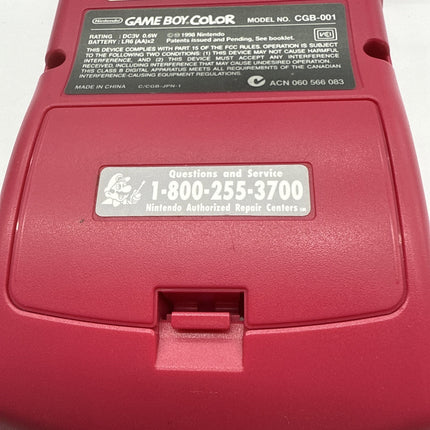 Nintendo GAME BOY COLOR MODEL NO. CGB-001
RATING : DC3V 0.6W ©1998 Nintendo
BATTERY : LR6 (AA)x2 Patents issued and Pending, See booklet.
THIS DEVICE COMPLIES WITH PART 15 OF THE FCC RULES. OPERATION IS SUBJECT
TO THE FOLLOWING TWO CONDITIONS: (1) THIS DEVICE MAY NOT CAUSE HARMFUL
INTERFERENCE, AND (2) THIS DEVICE MUST ACCEPT ANY INTERFERENCE
RECEIVED, INCLUDING INTERFERENCE THAT MAY CAUSE UNDESIRED OPERATION.
THIS CLASS B DIGITAL APPARATUS MEETS ALL REQUIREMENTS OF THE CANADIAN
INTERFERENCE-CAUSING EQUIPMENT REGULATIONS.
ACN 060 566 083
MADE IN CHINA C/CGB-JPN-1
Questions and Service
1-800-255-3700
Nintendo Authorized Repair Centers SM